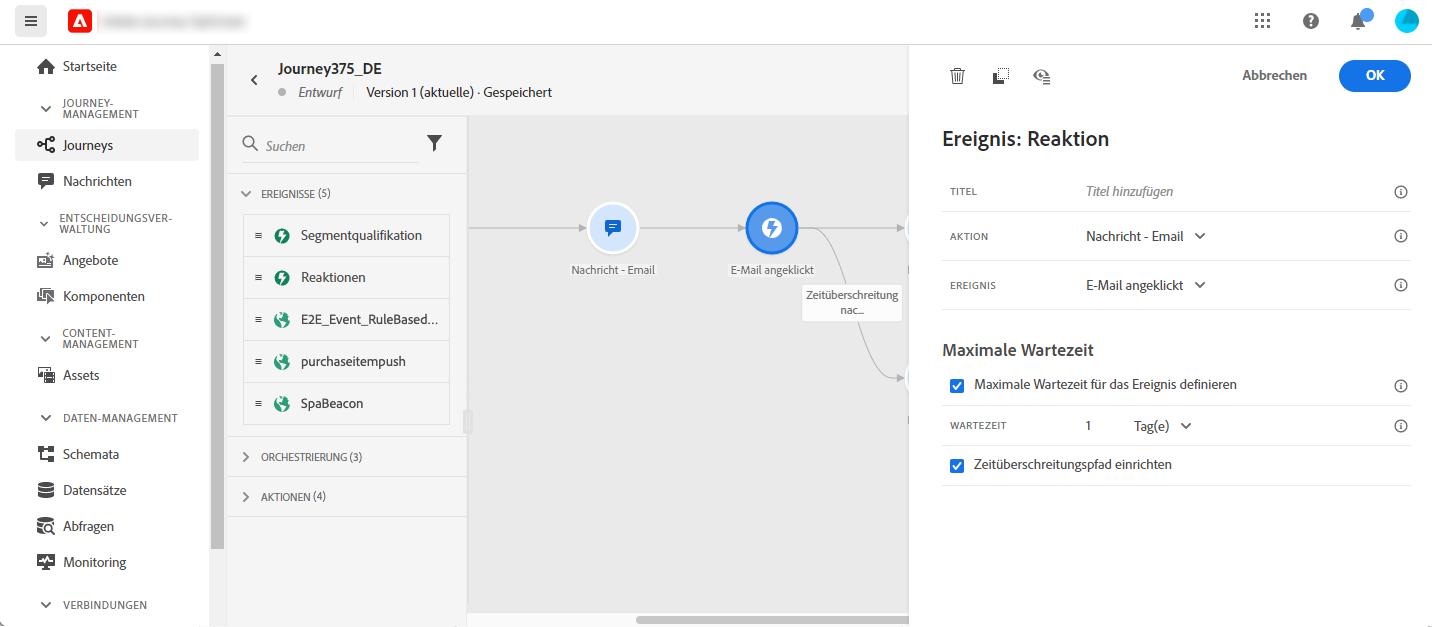 Startseite
JOURNEY-
MANAGEMENT
Journeys
Nachrichten
ENTSCHEIDUNGSVER-
WALTUNG
Angebote
Komponenten
CONTENT-
MANAGEMENT
Assets
DATEN-MANAGEMENT
Schemata
Datensätze
Abfragen
Monitoring
VERBINDUNGEN
Journey375_DE
Entwurf
Version 1 (aktuelle) · Gespeichert
Suchen
EREIGNISSE (5)
Segmentqualifikation
Reaktionen
E2E_Event_RuleBased...
purchaseitempush
SpaBeacon
ORCHESTRIERUNG (3)
AKTIONEN (4)
Nachricht - Email
E-Mail angeklickt
Zeitüberschreitung
nac...
Abbrechen
OK
Ereignis: Reaktion
TITEL
Titel hinzufügen
AKTION
Nachricht - Email
EREIGNIS
E-Mail angeklickt
Maximale Wartezeit
Maximale Wartezeit für das Ereignis definieren
WARTEZEIT
1
Tag(e)
Zeitüberschreitungspfad einrichten